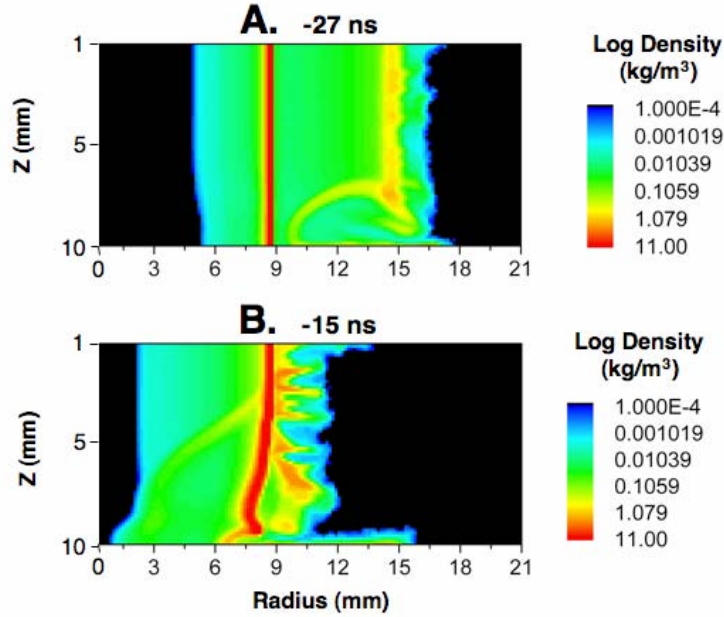 A. -27 ns
Log Density
(kg/m³)
1
5
10
Z (mm)
0 3 6 9 12 15 18 21
1.000E-4
0.001019
0.01039
0.1059
1.079
11.00
B. -15 ns
Log Density
(kg/m³)
1
5
10
Z (mm)
0 3 6 9 12 15 18 21
Radius (mm)
1.000E-4
0.001019
0.01039
0.1059
1.079
11.00